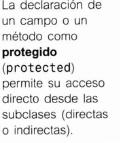 La declaración de
un campo o un
método como
protegido
(protected)
permite su acceso
directo desde las
subclases (directas
o indirectas).